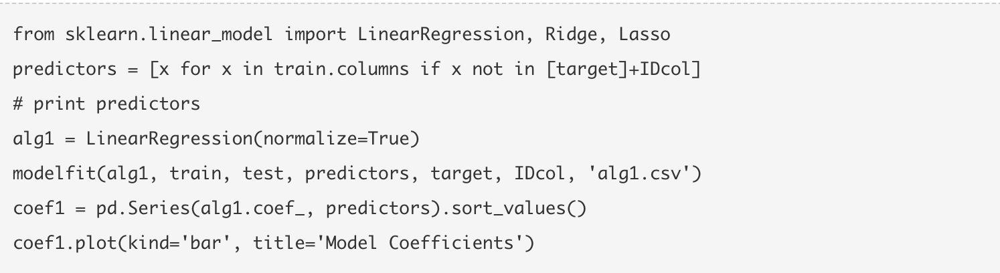 from sklearn.linear_model import LinearRegression, Ridge, Lasso
predictors = [x for x in train.columns if x not in [target]+IDcol]
# print predictors
alg1 = LinearRegression(normalize=True)
modelfit(alg1, train, test, predictors, target, IDcol, 'alg1.csv')
coef1 = pd.Series(alg1.coef_, predictors).sort_values()
coef1.plot(kind='bar', title='Model Coefficients')